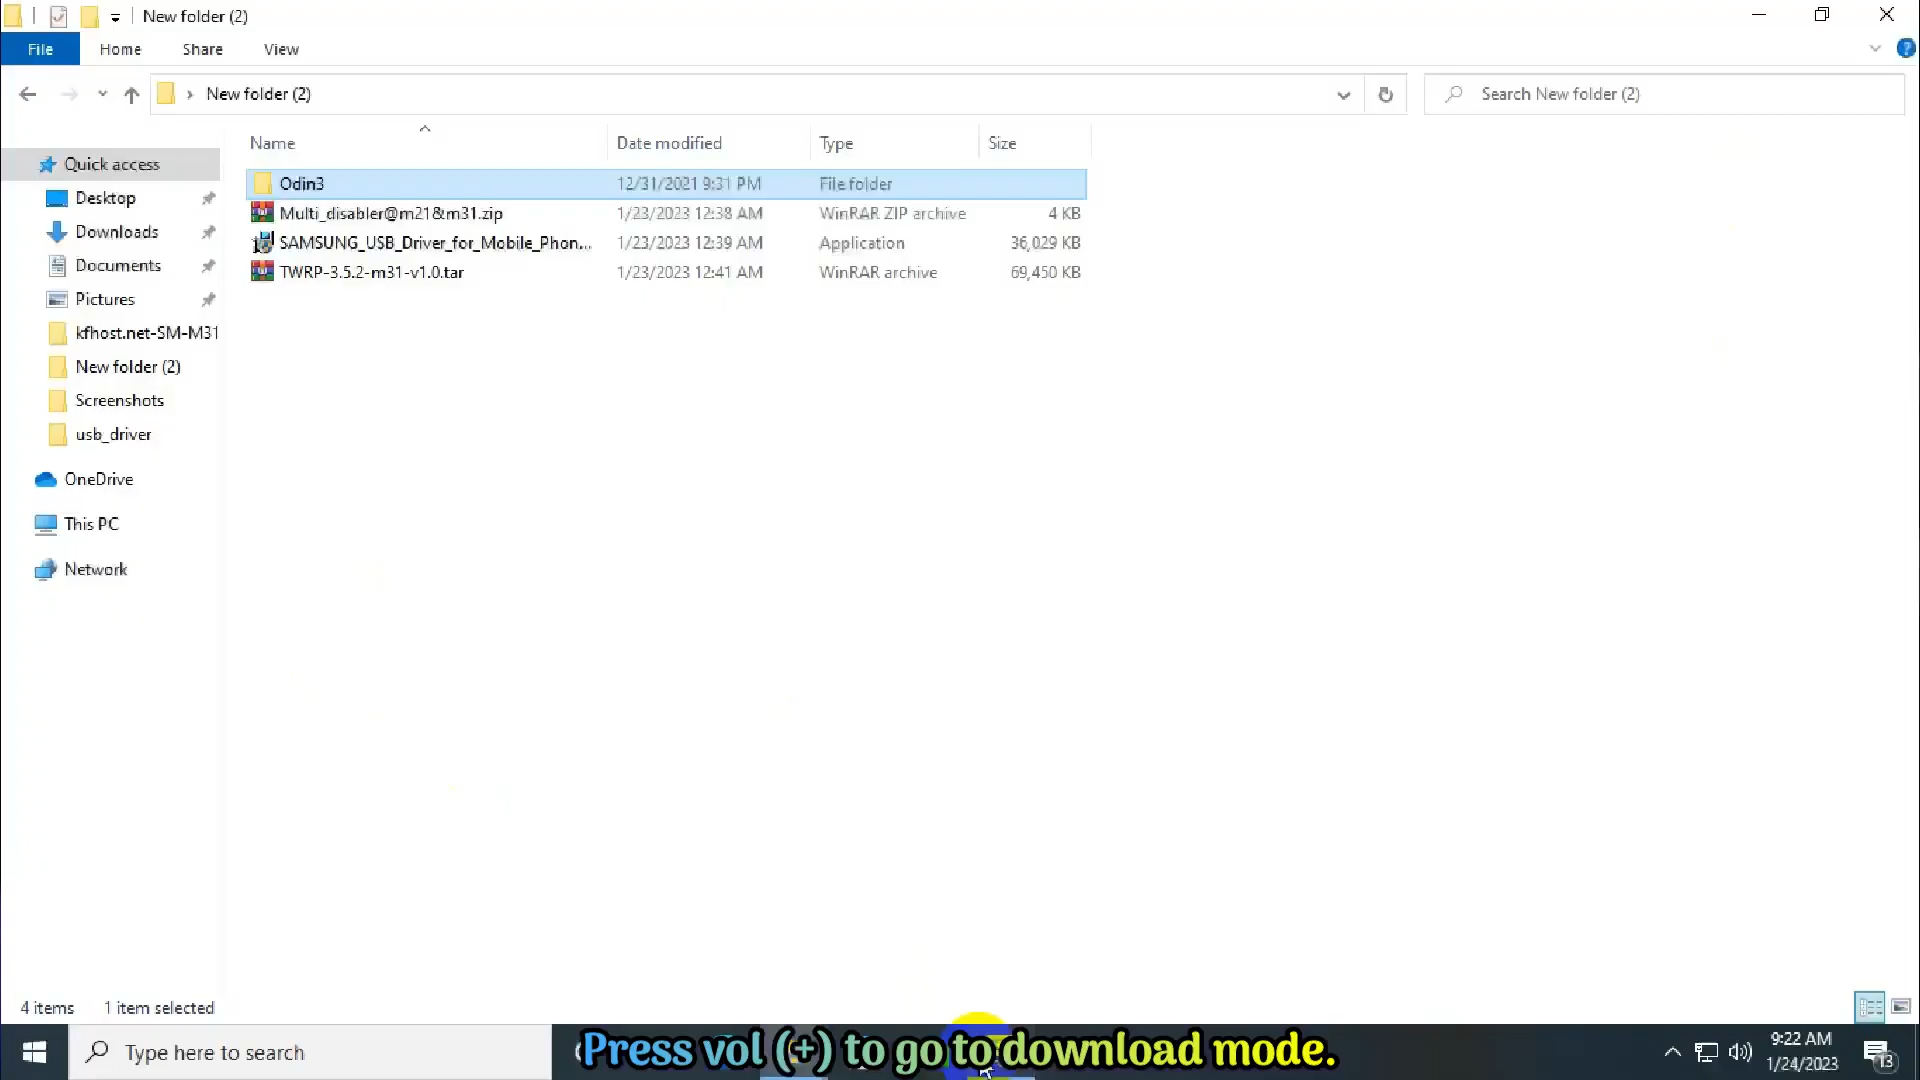 New folder (2)
File Home Share View
New folder (2)
Search New folder (2)
Name Date modified Type Size
Quick access
Desktop
Downloads
Documents
Pictures
kfhost.net-SM-M31
New folder (2)
Screenshots
usb_driver
OneDrive
This PC
Network
Odin3 12/31/2021 9:31 PM File folder
Multi_disabler@m21&m31.zip 1/23/2023 12:38 AM WinRAR ZIP archive 4 KB
SAMSUNG_USB_Driver_for_Mobile_Phon... 1/23/2023 12:39 AM Application 36,029 KB
TWRP-3.5.2-m31-v1.0.tar 1/23/2023 12:41 AM WinRAR archive 69,450 KB
4 items 1 item selected
Type here to search
Press vol (+) to go to download mode.
9:22 AM
1/24/2023
13